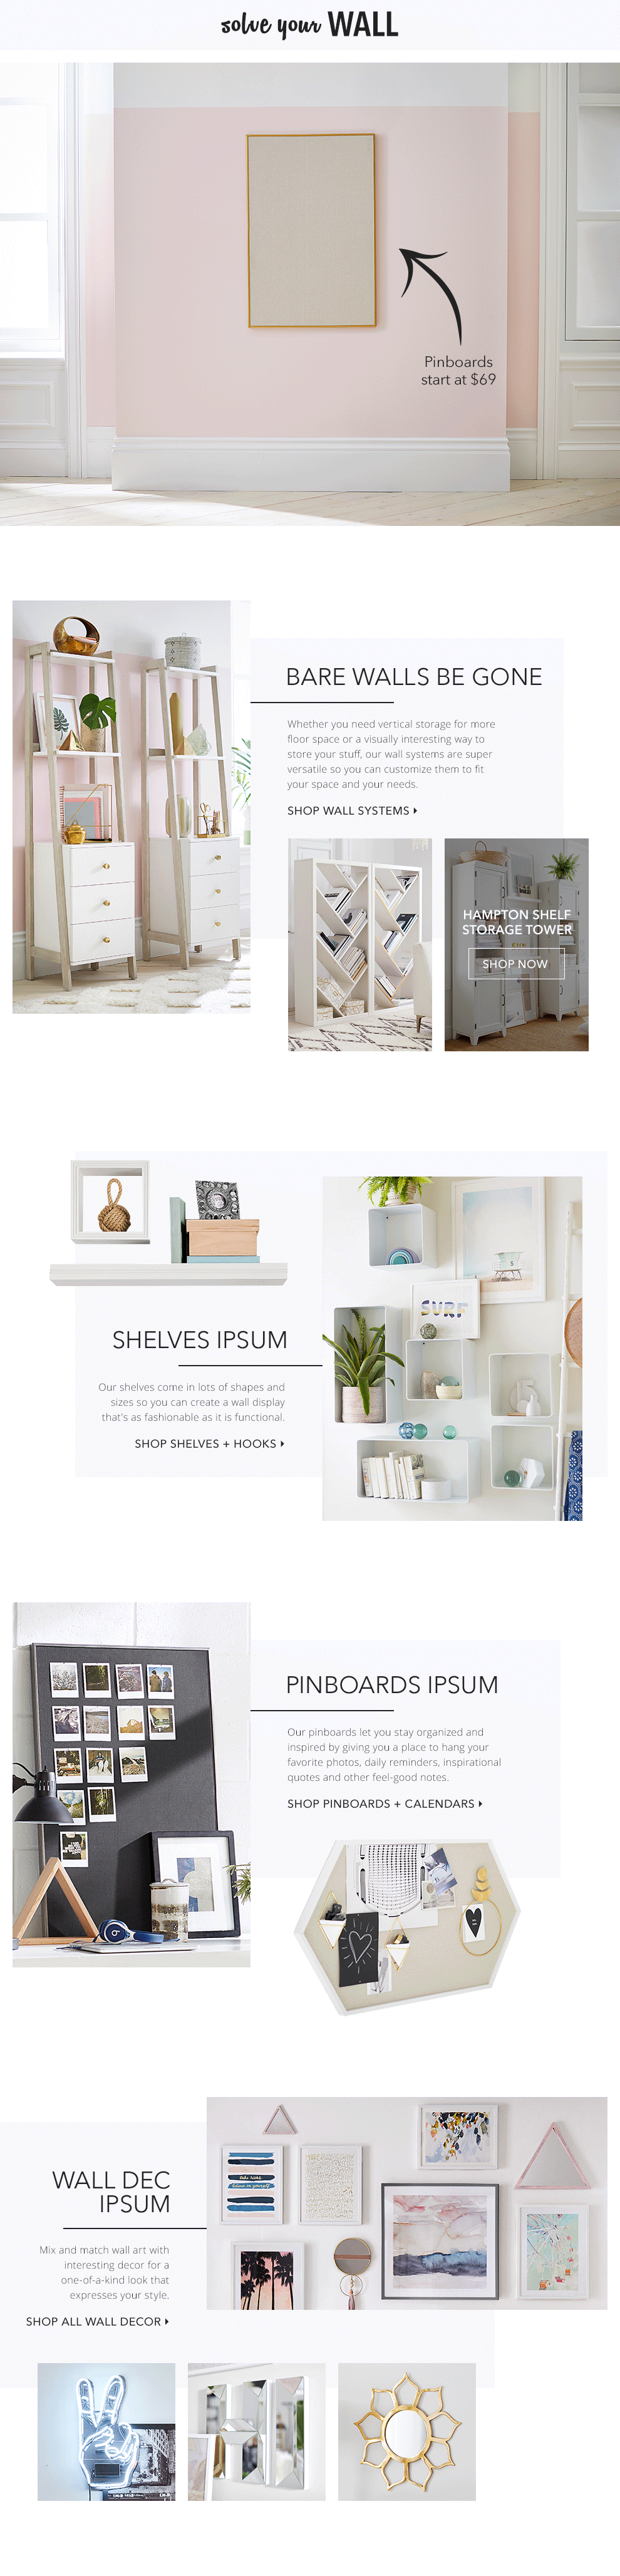 solve your WALL
Pinboards
start at $69
BARE WALLS BE GONE
Whether you need vertical storage for more
floor space or a visually interesting way to
store your stuff, our wall systems are super
versatile so you can customize them to fit
your space and your needs.
SHOP WALL SYSTEMS
HAMPTON SHELF
STORAGE TOWER
SHOP NOW
SURF
5
SHELVES IPSUM
Our shelves come in lots of shapes and
sizes so you can create a wall display
that's as fashionable as it is functional.
SHOP SHELVES + HOOKS
PINBOARDS IPSUM
Our pinboards let you stay organized and
inspired by giving you a place to hang your
favorite photos, daily reminders, inspirational
quotes and other feel-good notes.
SHOP PINBOARDS + CALENDARS
WALL DEC
IPSUM
Mix and match wall art with
interesting decor for a
one-of-a-kind look that
expresses your style.
SHOP ALL WALL DECOR